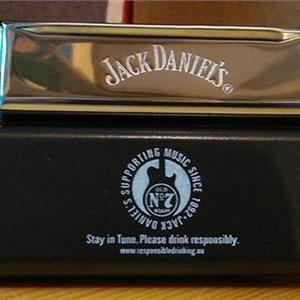 JACK DANIEL'S ®
SUPPORTING MUSIC SINCE 1892 - JACK DANIEL'S
OLD
No 7
BRAND
Stay in Tune. Please drink responsibly.
www.responsibledrinking.eu